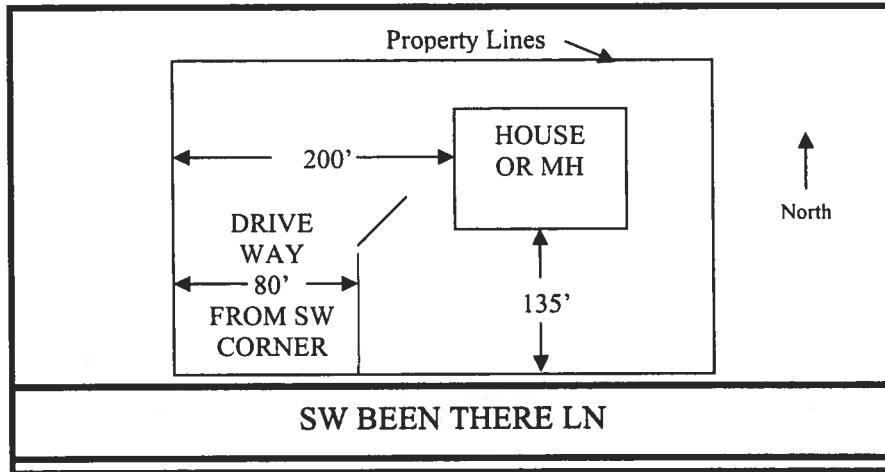 Property Lines
HOUSE
OR MH
200’
North
DRIVE
WAY
80’
FROM SW
CORNER
135’
SW BEEN THERE LN